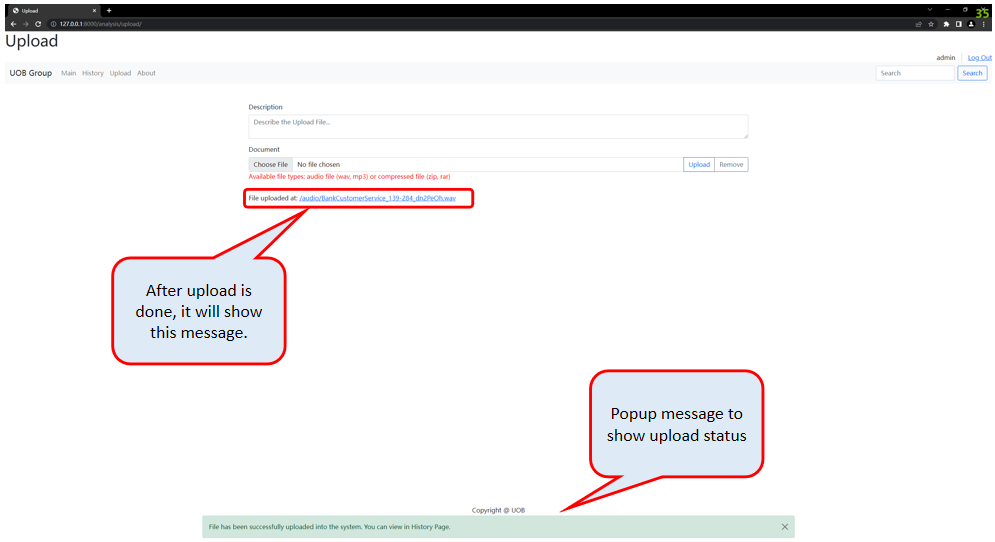 Upload
35
127.0.0.1:8000/analysis/upload/
Upload
admin Log Out
UOB Group Main History Upload About Search Search
Description
Describe the Upload File...
Document
Choose File No file chosen Upload Remove
Available file types: audio file (wav, mp3) or compressed file (zip, rar)
File uploaded at: /audio/BankCustomerService_139-284_dn2PeOh.wav
After upload is
done, it will show
this message.
Popup message to
show upload status
Copyright @ UOB
File has been successfully uploaded into the system. You can view in History Page.